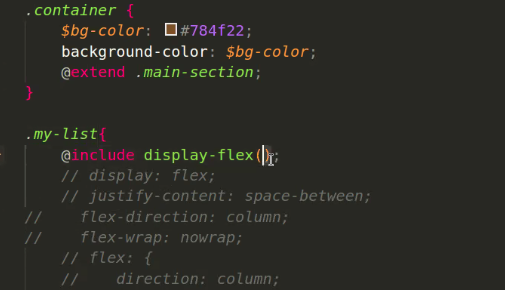 .container {
$bg-color: #784f22;
background-color: $bg-color;
@extend .main-section;
}
.my-list{
@include display-flex();
// display: flex;
// justify-content: space-between;
// flex-direction: column;
// flex-wrap: nowrap;
// flex: {
// direction: column;